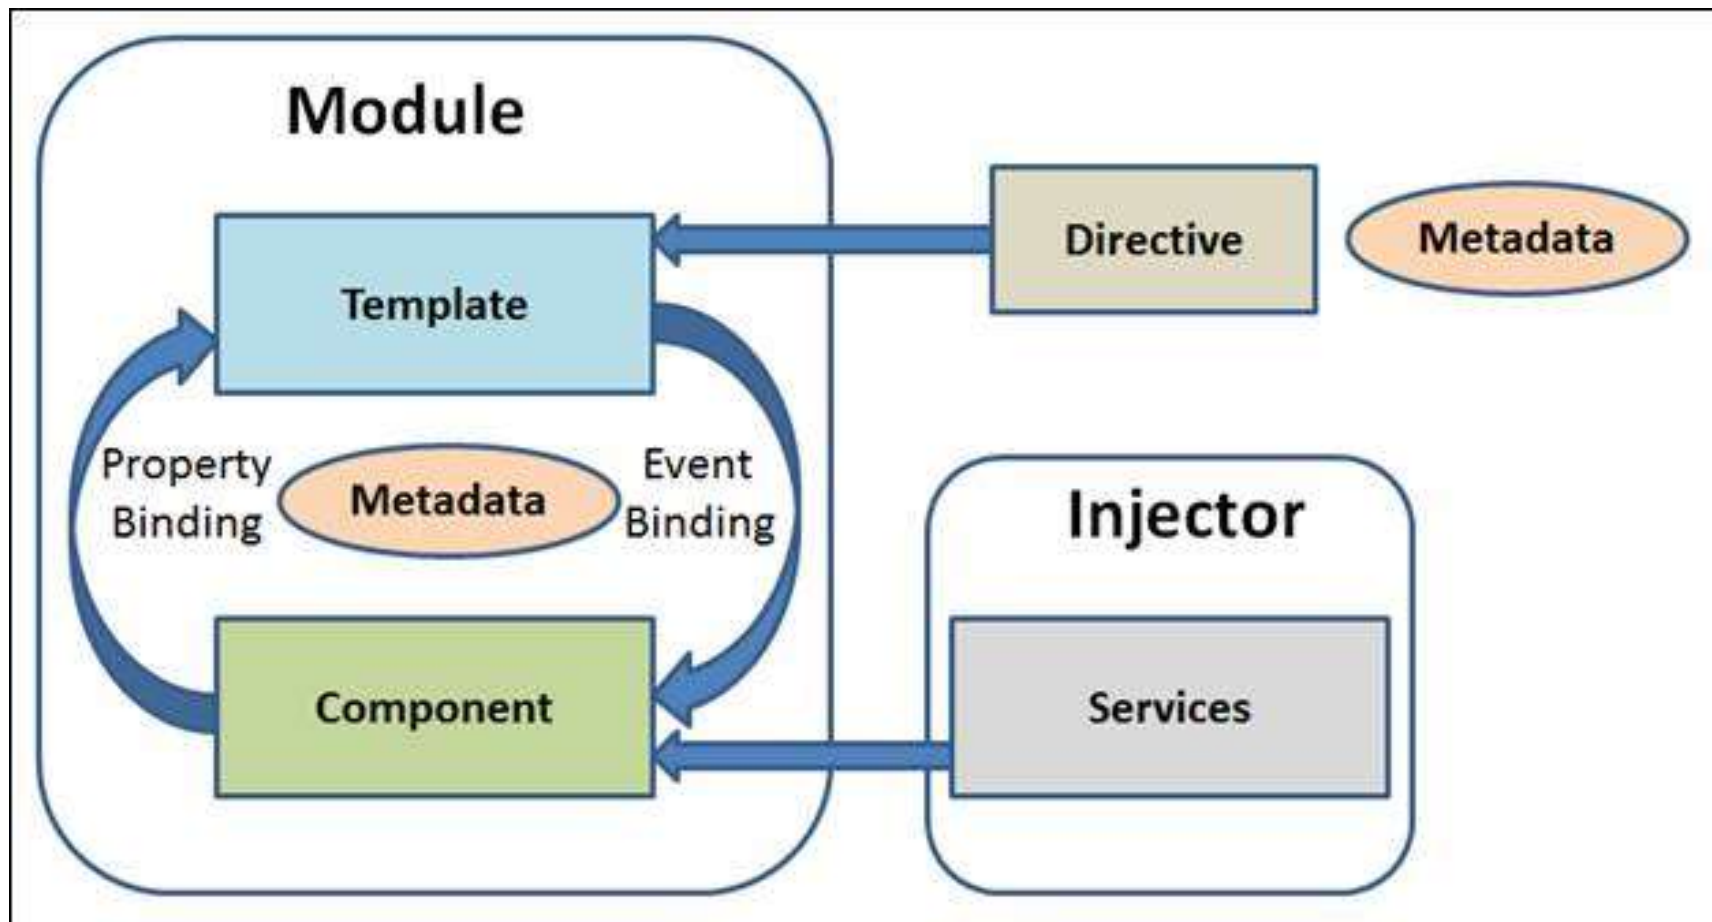 Module
Template
Directive
Metadata
Property
Binding
Metadata
Event
Binding
Component
Injector
Services